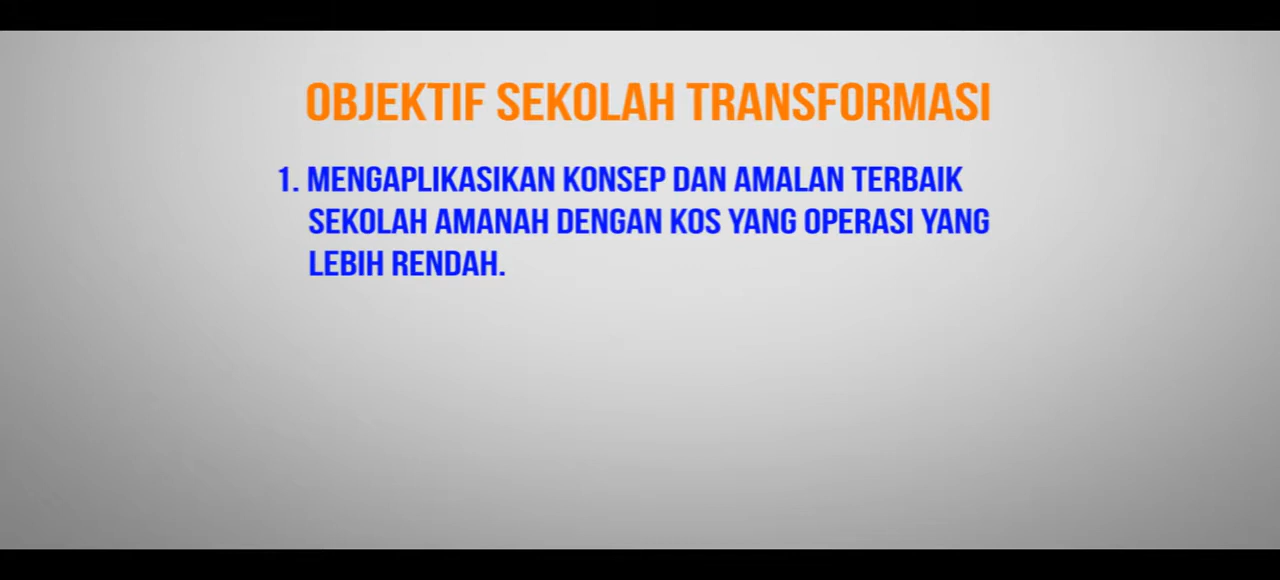 OBJEKTIF SEKOLAH TRANSFORMASI
1. MENGAPLIKASIKAN KONSEP DAN AMALAN TERBAIK
SEKOLAH AMANAH DENGAN KOS YANG OPERASI YANG
LEBIH RENDAH.